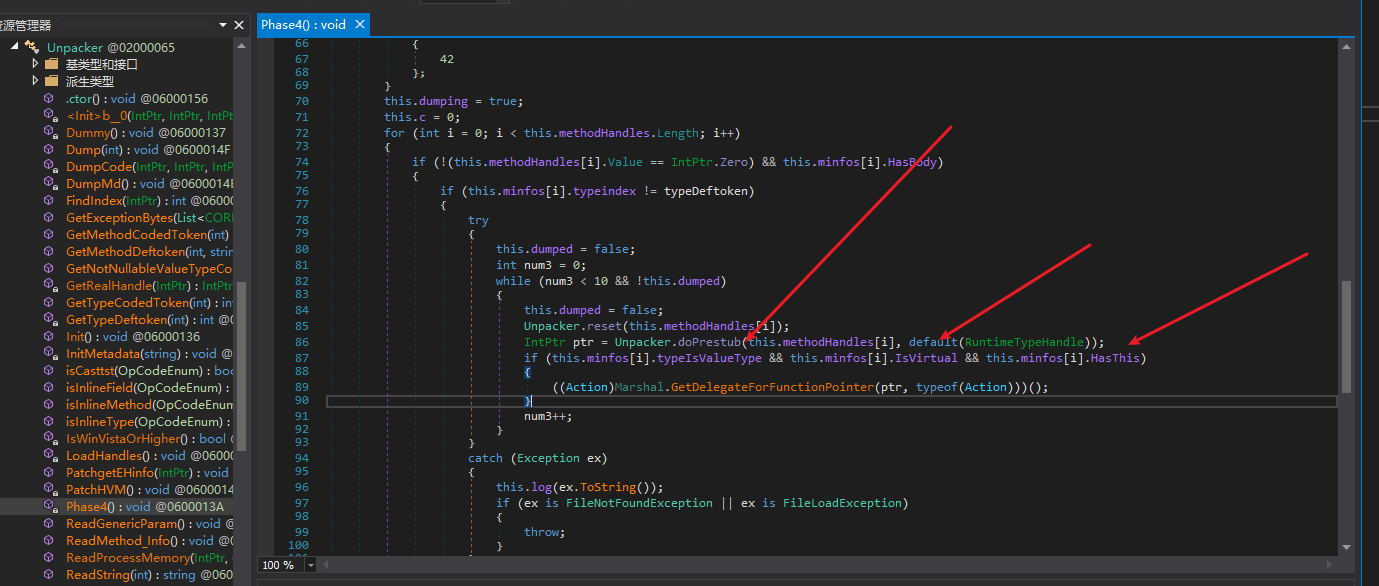 资源管理器
Unpacker @02000065
基类型和接口
派生类型
.ctor() : void @06000156
<Init>b__0(IntPtr, IntPtr, IntPt
Dummy() : void @06000137
Dump(int) : void @0600014F
DumpCode(IntPtr, IntPtr, IntP
DumpMd() : void @0600014E
FindIndex(IntPtr) : int @0600
GetExceptionBytes(List<CORE
GetMethodCodedToken(int)
GetMethodDeftoken(int, strin
GetNotNullableValueTypeCo
GetRealHandle(IntPtr) : IntPtr
GetTypeCodedToken(int) : in
GetTypeDeftoken(int) : int @0
Init() : void @06000136
InitMetadata(string) : void @0
isCasttst(OpCodeEnum) : boo
isInlineField(OpCodeEnum) :
isInlineMethod(OpCodeEnum
isInlineType(OpCodeEnum) :
IsWinVistaOrHigher() : bool @
LoadHandles() : void @0600
PatchgetEHinfo(IntPtr) : void
PatchHVM() : void @0600014
Phase4() : void @0600013A
ReadGenericParam() : void @
ReadMethod_Info() : void @0
ReadProcessMemory(IntPtr,
ReadString(int) : string @060
Phase4() : void
66 {
67 42
68 };
69 }
70 this.dumping = true;
71 this.c = 0;
72 for (int i = 0; i < this.methodHandles.Length; i++)
73 {
74 if (!(this.methodHandles[i].Value == IntPtr.Zero) && this.minfos[i].HasBody)
75 {
76 if (this.minfos[i].typeindex != typeDeftoken)
77 {
78 try
79 {
80 this.dumped = false;
81 int num3 = 0;
82 while (num3 < 10 && !this.dumped)
83 {
84 this.dumped = false;
85 Unpacker.reset(this.methodHandles[i]);
86 IntPtr ptr = Unpacker.doPrestub(this.methodHandles[i], default(RuntimeTypeHandle));
87 if (this.minfos[i].typeIsValueType && this.minfos[i].IsVirtual && this.minfos[i].HasThis)
88 {
89 ((Action)Marshal.GetDelegateForFunctionPointer(ptr, typeof(Action)))();
90 }
91 num3++;
92 }
93 }
94 catch (Exception ex)
95 {
96 this.log(ex.ToString());
97 if (ex is FileNotFoundException || ex is FileLoadException)
98 {
99 throw;
100 }
100 %